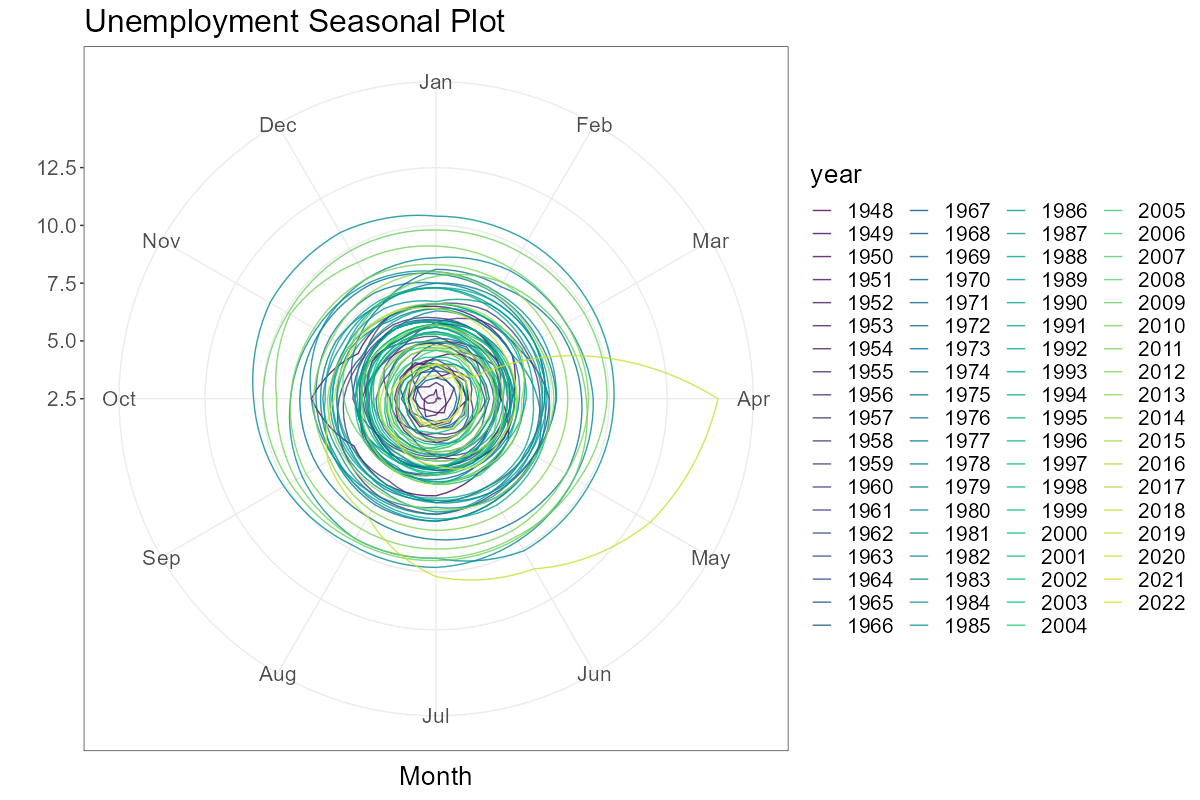 Unemployment Seasonal Plot
Jan
Dec
Feb
12.5
10.0
Nov
Mar
7.5
5.0
2.5
Oct
Apr
Sep
May
Aug
Jun
Jul
Month
year
1948 1967 1986 2005
1949 1968 1987 2006
1950 1969 1988 2007
1951 1970 1989 2008
1952 1971 1990 2009
1953 1972 1991 2010
1954 1973 1992 2011
1955 1974 1993 2012
1956 1975 1994 2013
1957 1976 1995 2014
1958 1977 1996 2015
1959 1978 1997 2016
1960 1979 1998 2017
1961 1980 1999 2018
1962 1981 2000 2019
1963 1982 2001 2020
1964 1983 2002 2021
1965 1984 2003 2022
1966 1985 2004